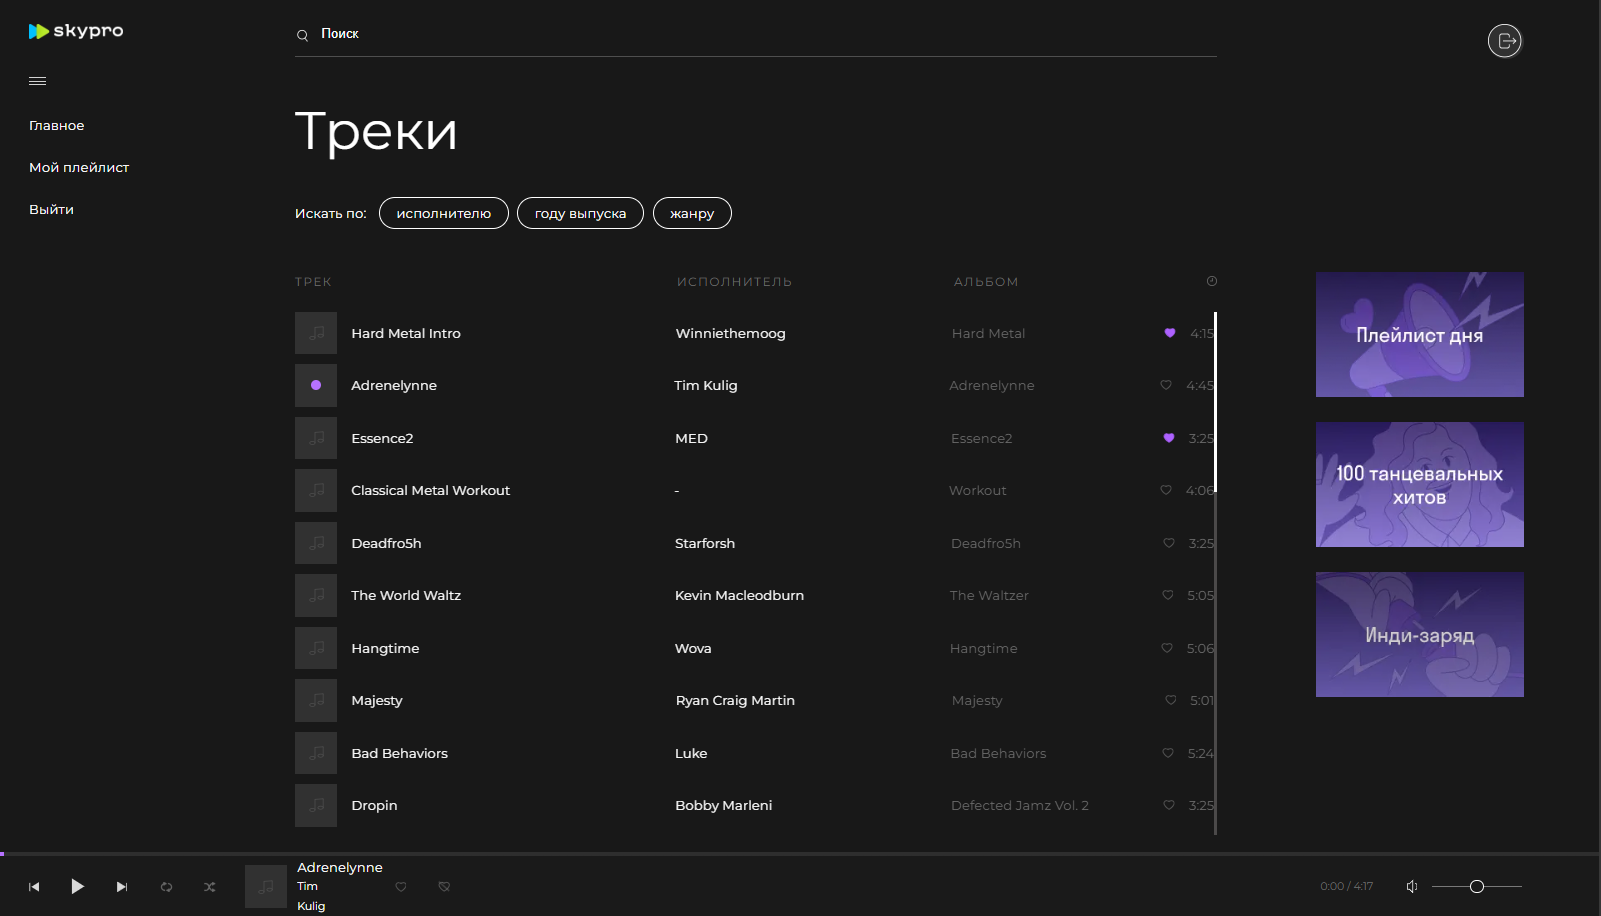 skypro
Поиск
Главное
Мой плейлист
Выйти
Треки
Искать по: исполнителю году выпуска жанру
ТРЕК ИСПОЛНИТЕЛЬ АЛЬБОМ
Hard Metal Intro Winniethemoog Hard Metal 4:15
Adrenelynne Tim Kulig Adrenelynne 4:45
Essence2 MED Essence2 3:25
Classical Metal Workout - Workout 4:06
Deadfro5h Starforsh Deadfro5h 3:25
The World Waltz Kevin Macleodburn The Waltzer 5:05
Hangtime Wova Hangtime 5:06
Majesty Ryan Craig Martin Majesty 5:01
Bad Behaviors Luke Bad Behaviors 5:24
Dropin Bobby Marleni Defected Jamz Vol. 2 3:25
Плейлист дня
100 танцевальных
хитов
Инди-заряд
Adrenelynne
Tim
Kulig
0:00 / 4:17